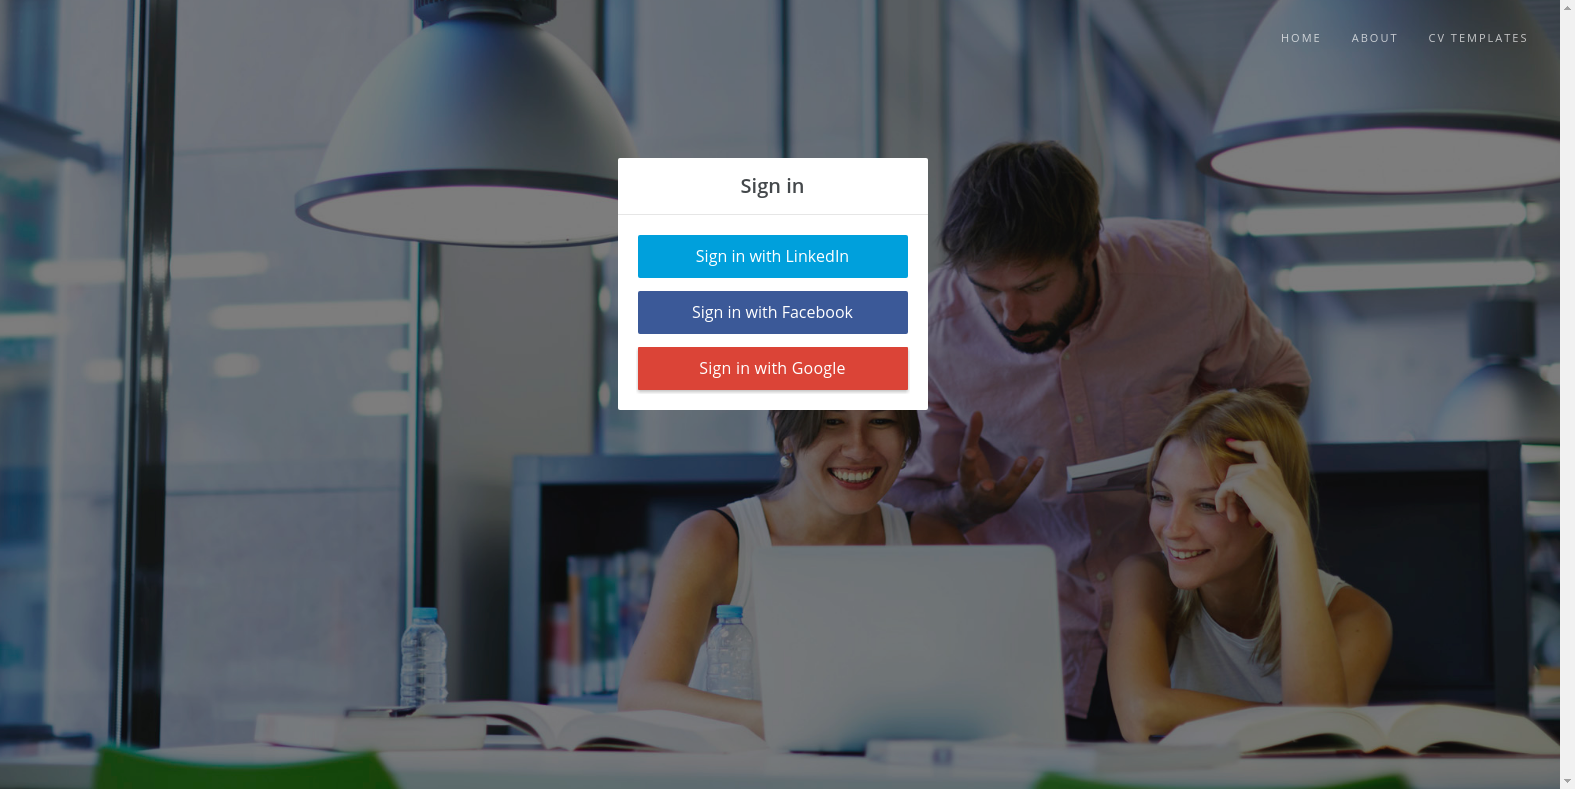 HOME ABOUT CV TEMPLATES
Sign in
Sign in with LinkedIn
Sign in with Facebook
Sign in with Google